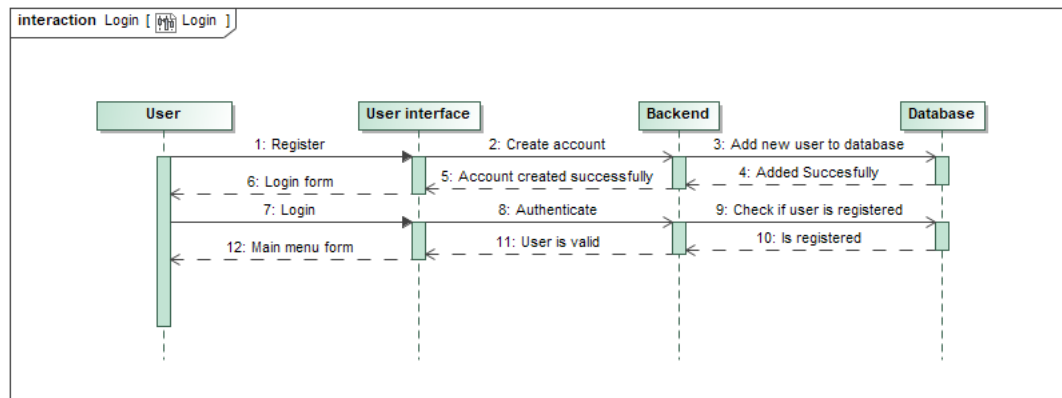 interaction Login [ Login ]
User
User interface
Backend
Database
1: Register
2: Create account
3: Add new user to database
4: Added Succesfully
5: Account created successfully
6: Login form
7: Login
8: Authenticate
9: Check if user is registered
10: Is registered
11: User is valid
12: Main menu form